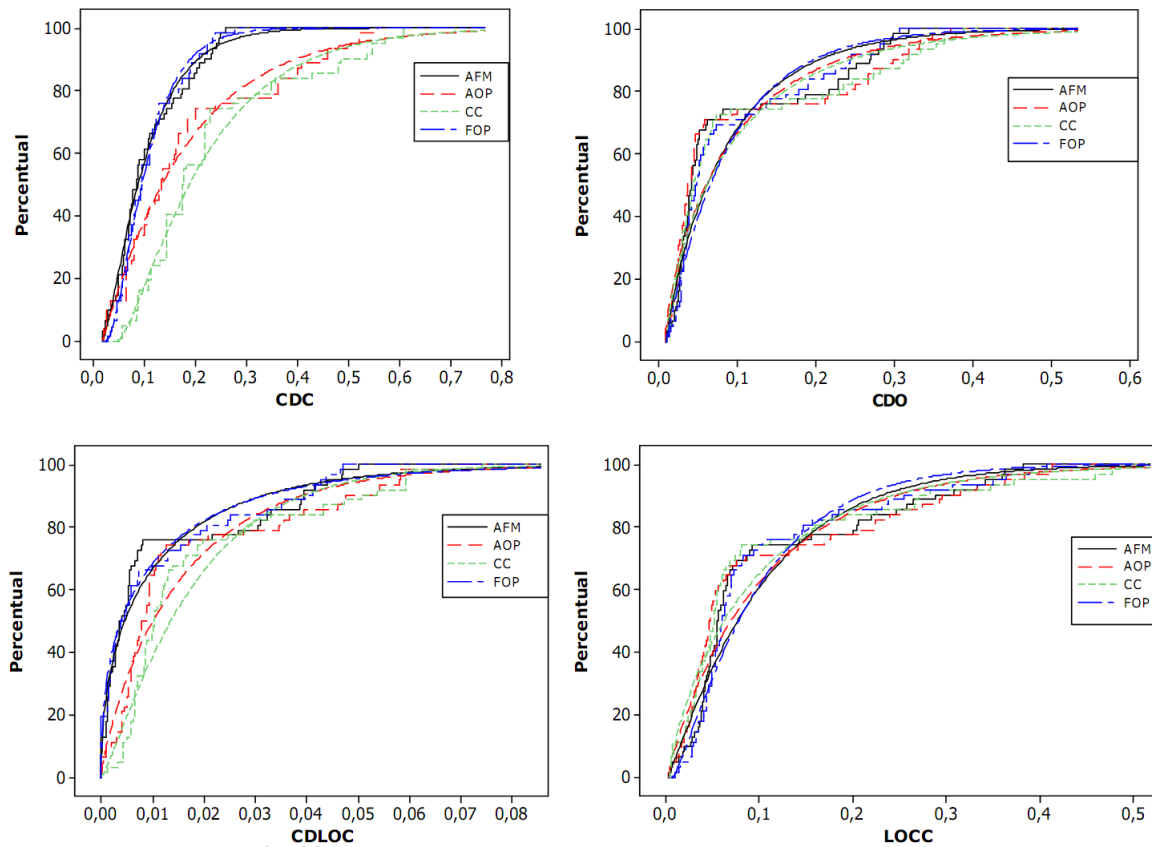 100
80
60
40
20
0
Percentual
0,0 0,1 0,2 0,3 0,4 0,5 0,6 0,7 0,8
CDC
AFM
AOP
CC
FOP
100
80
60
40
20
0
Percentual
0,0 0,1 0,2 0,3 0,4 0,5 0,6
CDO
AFM
AOP
CC
FOP
100
80
60
40
20
0
Percentual
0,00 0,01 0,02 0,03 0,04 0,05 0,06 0,07 0,08
CDLOC
AFM
AOP
CC
FOP
100
80
60
40
20
0
Percentual
0,0 0,1 0,2 0,3 0,4 0,5
LOCC
AFM
AOP
CC
FOP